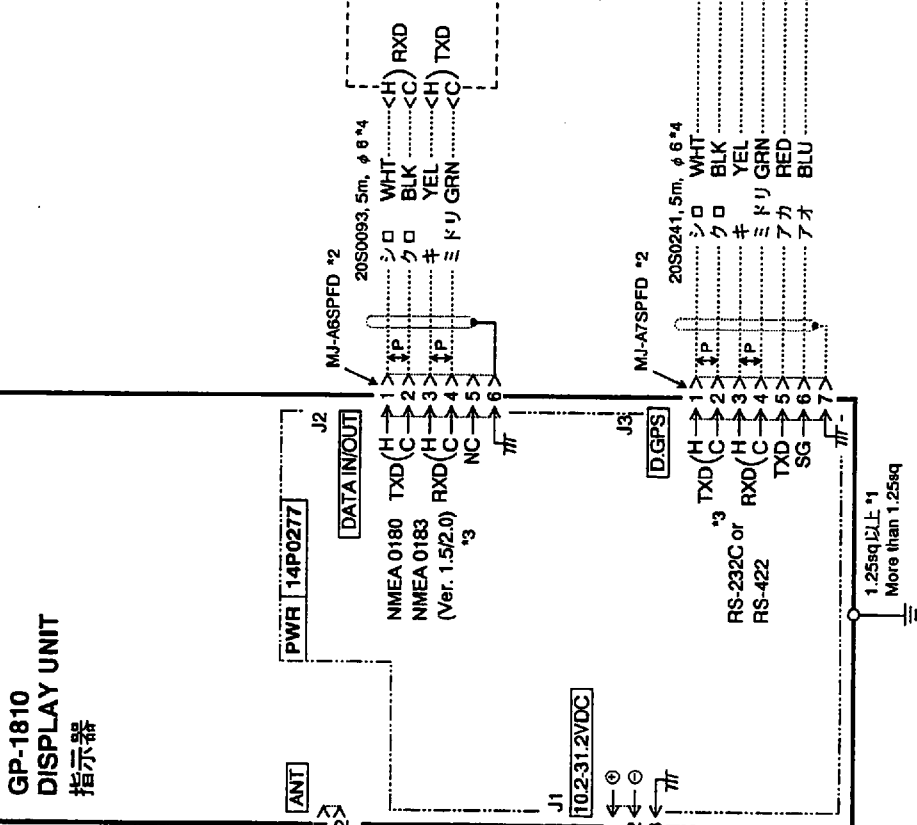 GP-1810
DISPLAY UNIT
指示器
ANT
PWR 14P0277
J1
10.2-31.2VDC
J2
DATA IN/OUT
NMEA 0180
NMEA 0183
(Ver. 1.5/2.0)
*3
TXD (H 1
C 2
RXD (H 3
C 4
NC 5
6
MJ-A6SPFD *2
20S0093, 5m, φ6 *4
P
P
シロ WHT <H) RXD
クロ BLK <C)
キ YEL <H) TXD
ミドリ GRN <C)
J3
D.GPS
RS-232C or
RS-422
*3
TXD (H 1
C 2
RXD (H 3
C 4
TXD 5
SG 6
7
MJ-A7SPFD *2
20S0241, 5m, φ6 *4
P
P
シロ WHT
クロ BLK
キ YEL
ミドリ GRN
アカ RED
アオ BLU
1.25sq以上 *1
More than 1.25sq